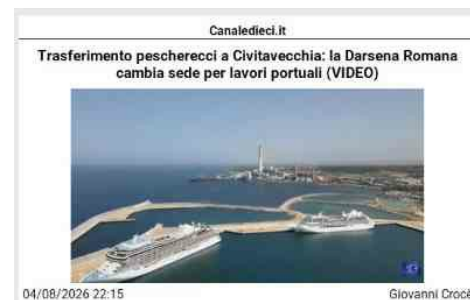 Canaledieci.it
Trasferimento pescherecci a Civitavecchia: la Darsena Romana
cambia sede per lavori portuali (VIDEO)
04/08/2026 22:15 Giovanni Crocè